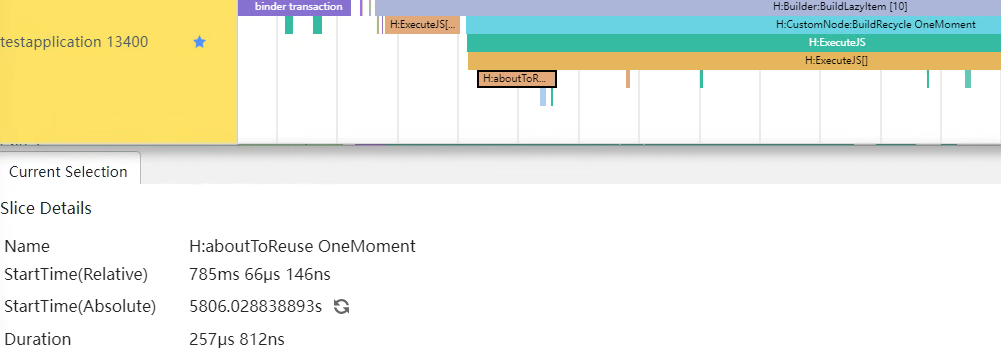 binder transaction
H:Builder:BuildLazyItem [10]
H:ExecuteJS[...
H:CustomNode:BuildRecycle OneMoment
testapplication 13400
H:ExecuteJS
H:ExecuteJS[]
H:aboutToR...
Current Selection
Slice Details
Name H:aboutToReuse OneMoment
StartTime(Relative) 785ms 66μs 146ns
StartTime(Absolute) 5806.028838893s
Duration 257μs 812ns